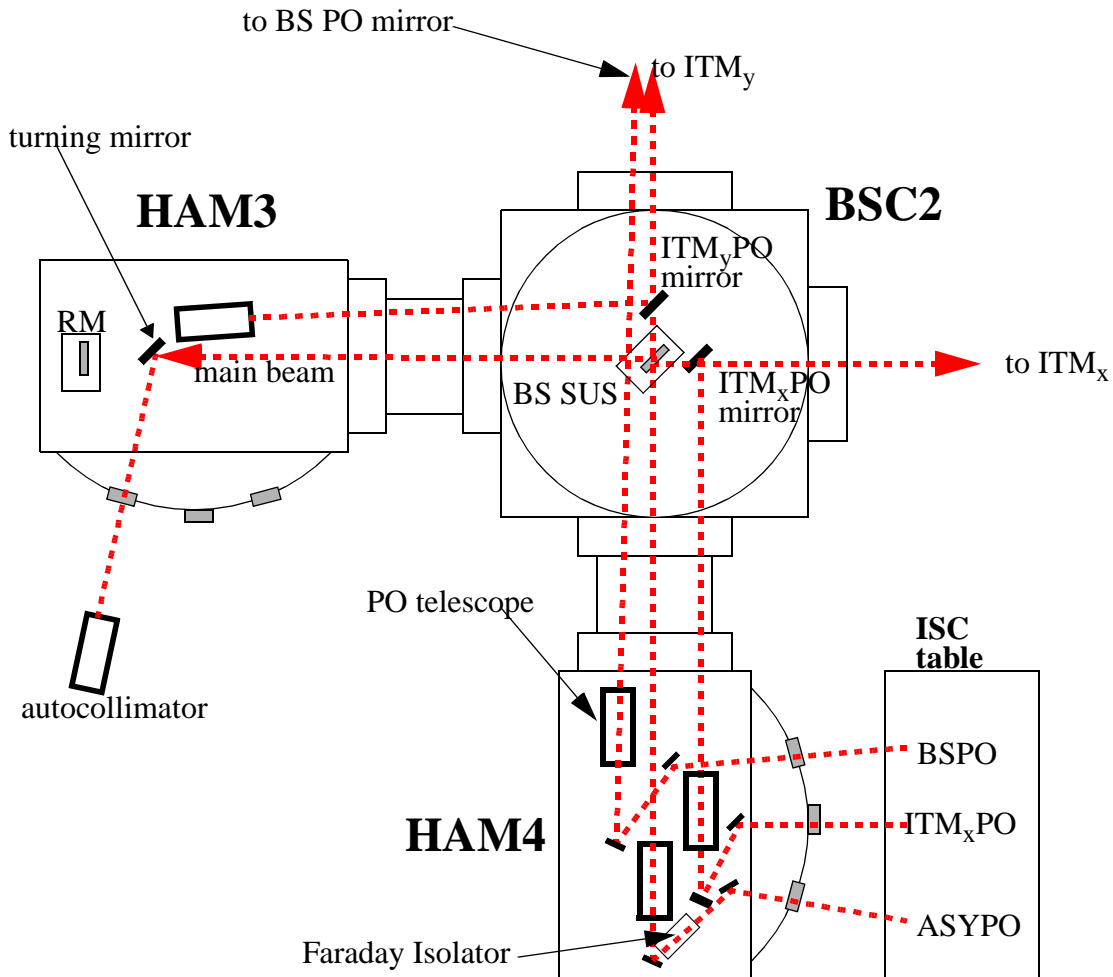 to BS PO mirror
to ITMy
turning mirror
HAM3
BSC2
ITMyPO
mirror
RM
main beam
to ITMx
BS SUS
ITMxPO
mirror
PO telescope
ISC
table
autocollimator
BSPO
HAM4
ITMxPO
ASYPO
Faraday Isolator